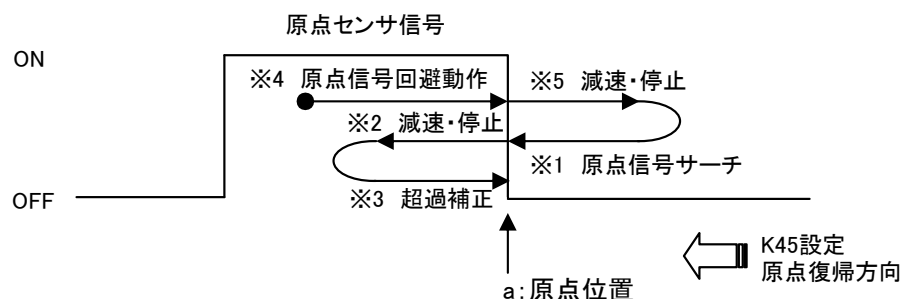 原点センサ信号
ON
※4 原点信号回避動作
※5 減速・停止
※2 減速・停止
※1 原点信号サーチ
※3 超過補正
OFF
K45設定
原点復帰方向
a:原点位置